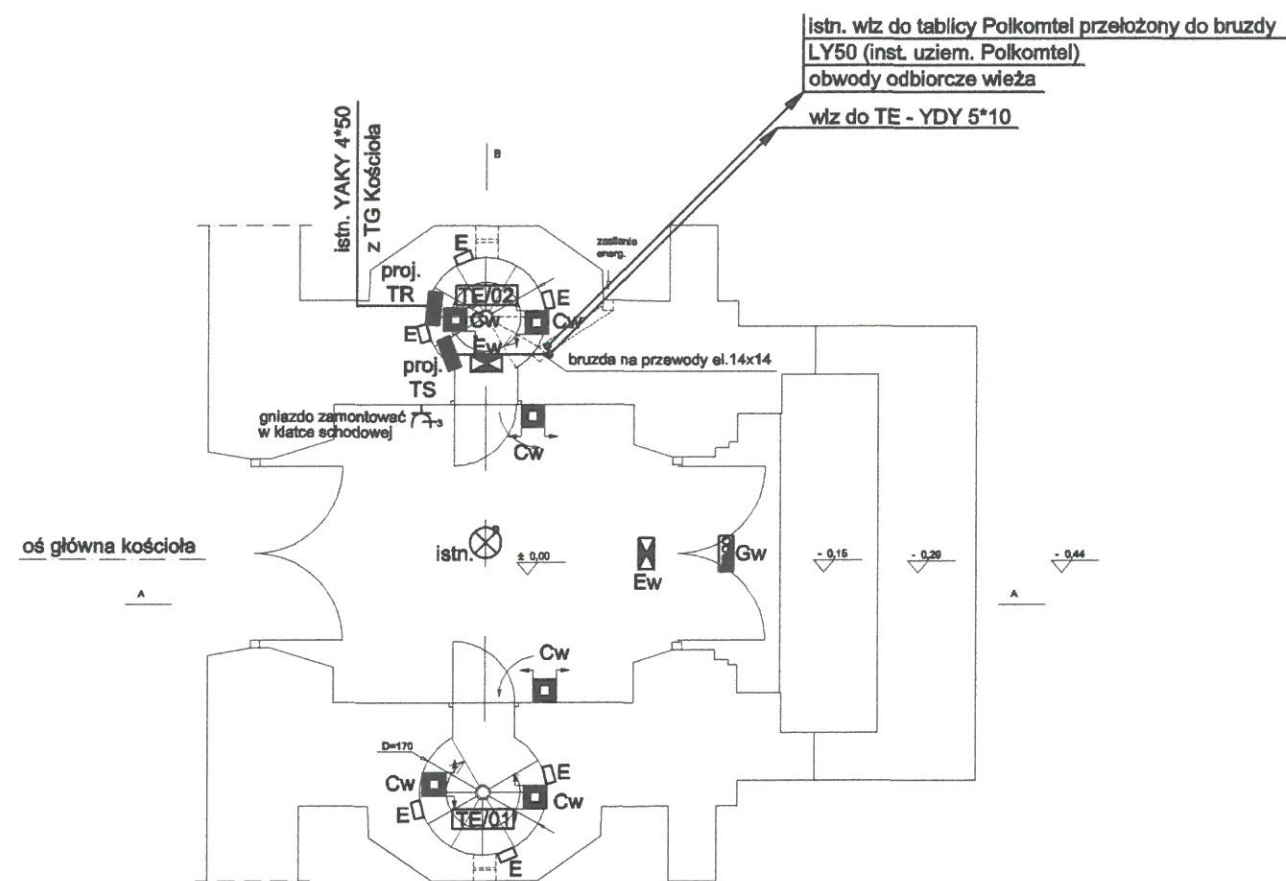 istn. wlz do tablicy Polkomtel przełożony do bruzdy
LY50 (inst. uziem. Polkomtel)
obwody odbiorcze wieża
wlz do TE - YDY 5*10
istn. YAKY 4*50
z TG Kościoła
B
zasilanie
energ.
E
proj.
TR
TE/02
E
Cw
Cw
E
Ew
proj.
TS
bruzda na przewody el.14x14
gniazdo zamontować
w klatce schodowej
3
Cw
oś główna kościoła
istn.
± 0,00
Ew
Gw
- 0,15
- 0,29
- 0,44
A
A
Cw
D=170
Cw
E
Cw
E
TE/01
E